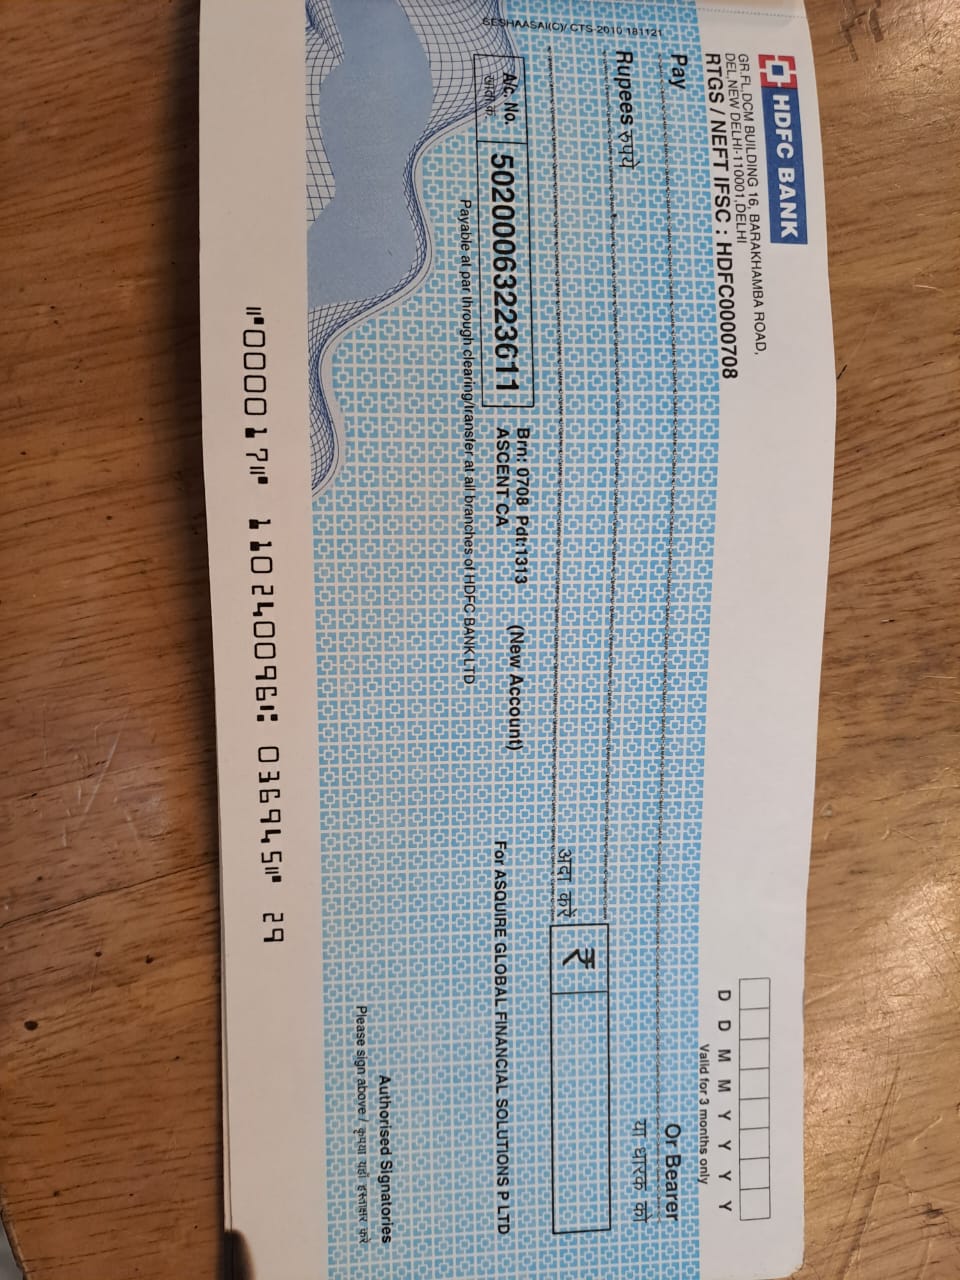 HDFC BANK
GR.FL,DCM BUILDING 16, BARAKHAMBA ROAD,
DEL,NEW DELHI-110001,DELHI
RTGS / NEFT IFSC : HDFC0000708
D D M M Y Y Y Y
Valid for 3 months only
Pay
Or Bearer
या धारक को
Rupees रुपये
अदा करें ₹
A/c. No. 50200063223611
खाता क्र.
Brn: 0708 Pdt:1313 (New Account)
ASCENT CA
For ASQUIRE GLOBAL FINANCIAL SOLUTIONS P LTD
Payable at par through clearing/transfer at all branches of HDFC BANK LTD
Authorised Signatories
Please sign above / कृपया यहाँ हस्ताक्षर करें
SESHAASAI(C)/CTS-2010 181121
⑈000017⑈ 110240096⑆ 036945⑈ 29